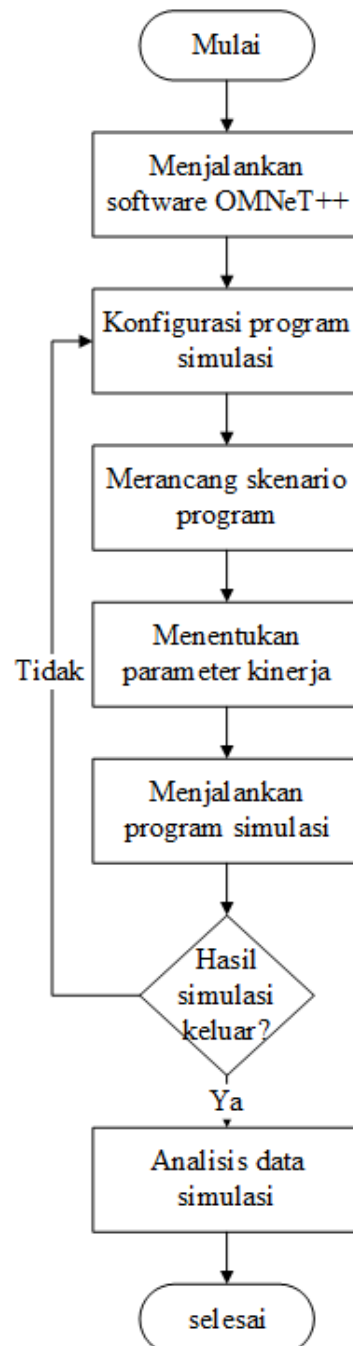 Mulai
Menjalankan
software OMNeT++
Konfigurasi program
simulasi
Merancang skenario
program
Menentukan
parameter kinerja
Tidak
Menjalankan
program simulasi
Hasil
simulasi
keluar?
Ya
Analisis data
simulasi
selesai